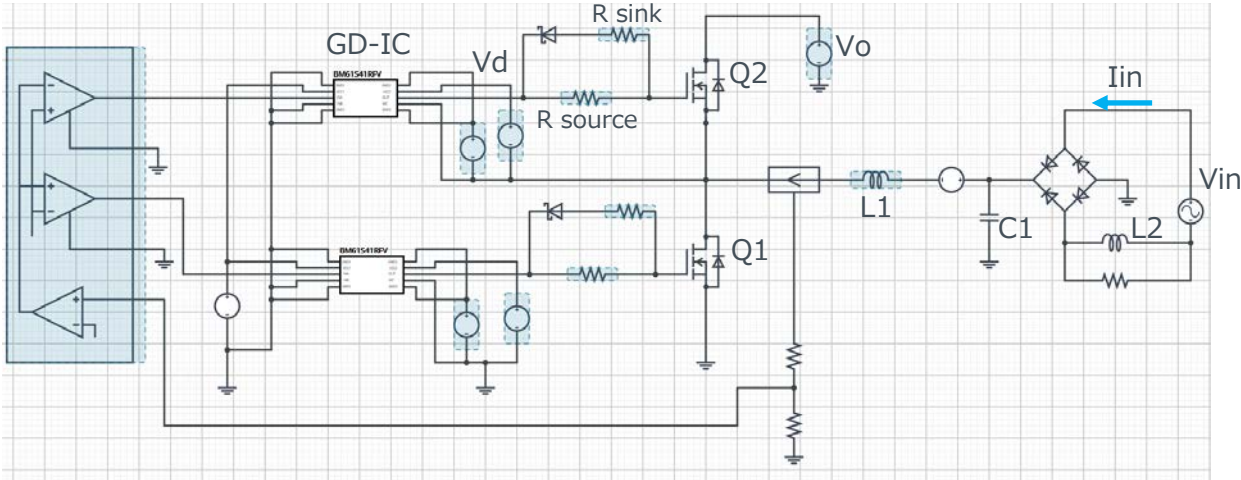 R sink
GD-IC
Vd
Vo
Q2
Iin
BM61541RFV
R source
Vin
L1
C1
L2
BM61541RFV
Q1